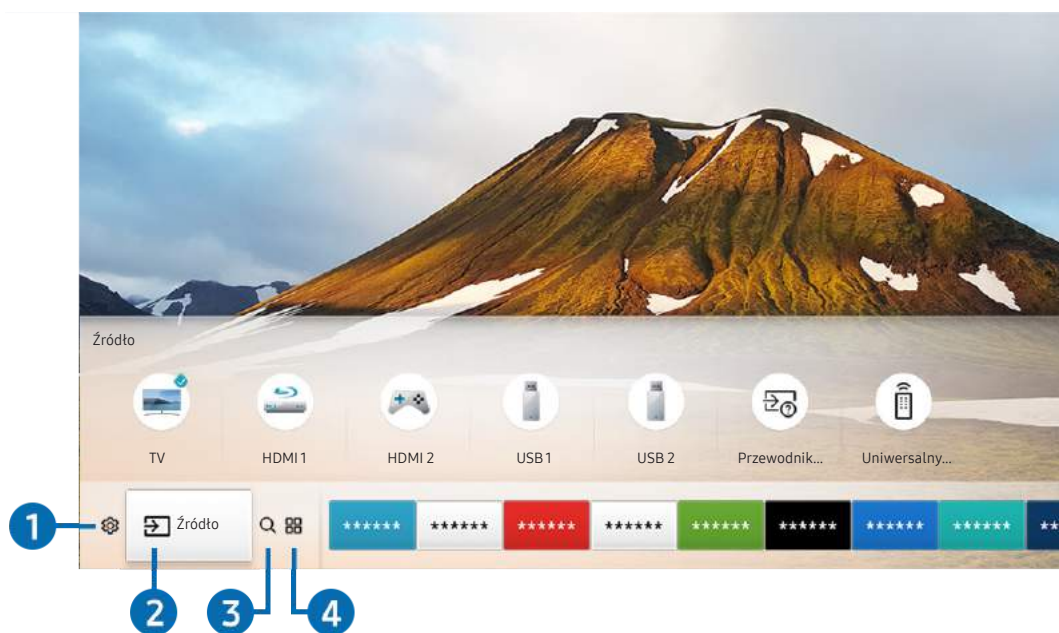 Źródło
TV
HDMI 1
HDMI 2
USB 1
USB 2
Przewodnik...
Uniwersalny...
1
Źródło
******
******
******
******
******
******
******
******
**
2
3
4